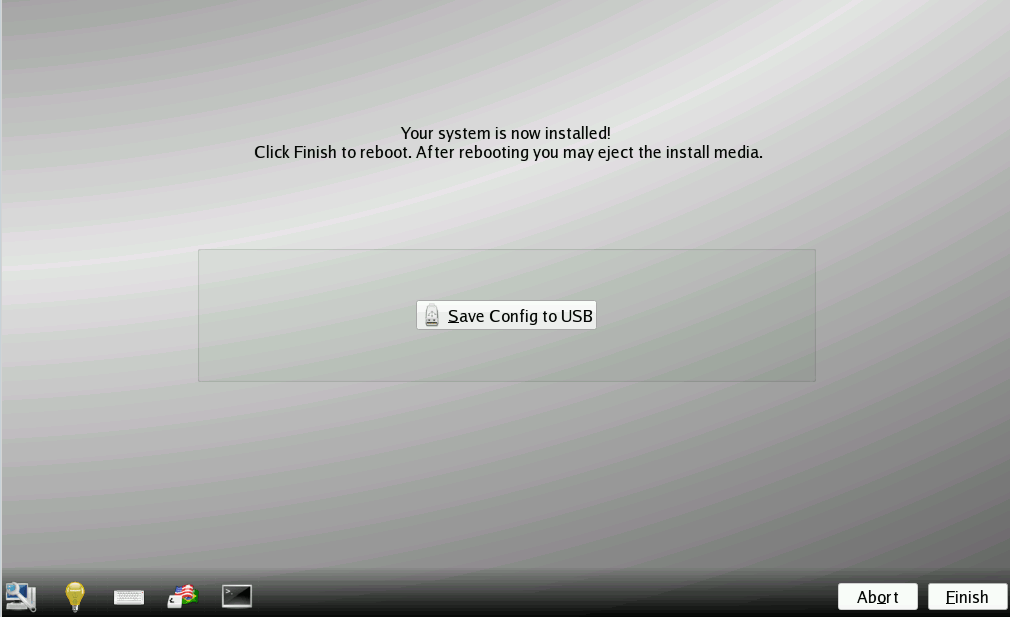 Your system is now installed!
Click Finish to reboot. After rebooting you may eject the install media.
Save Config to USB
Abort
Finish